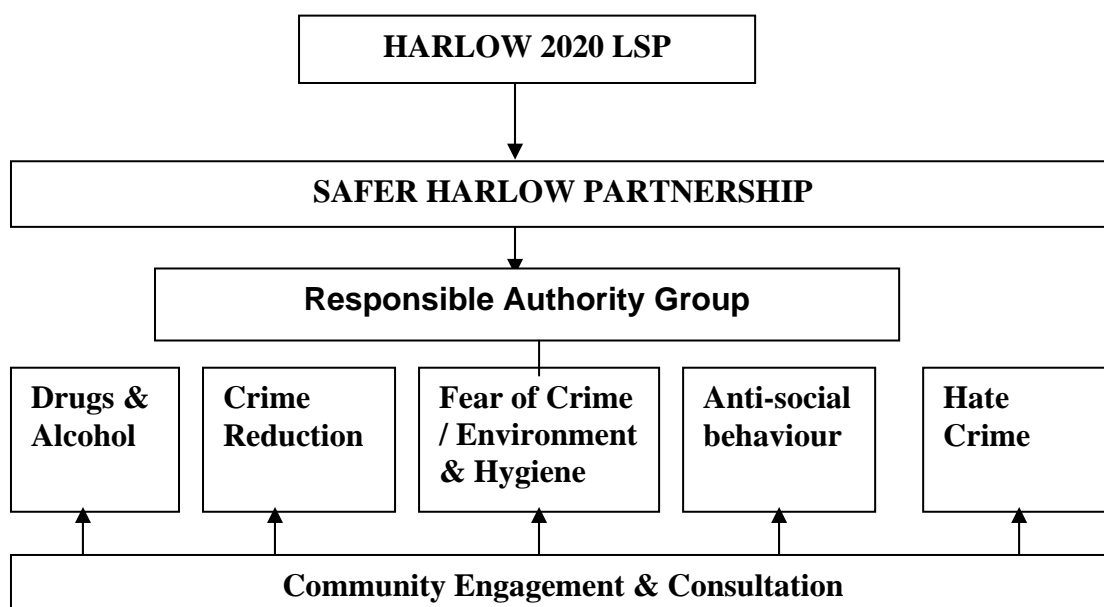 HARLOW 2020 LSP
SAFER HARLOW PARTNERSHIP
Responsible Authority Group
Drugs &
Alcohol
Crime
Reduction
Fear of Crime
/ Environment
& Hygiene
Anti-social
behaviour
Hate
Crime
Community Engagement & Consultation